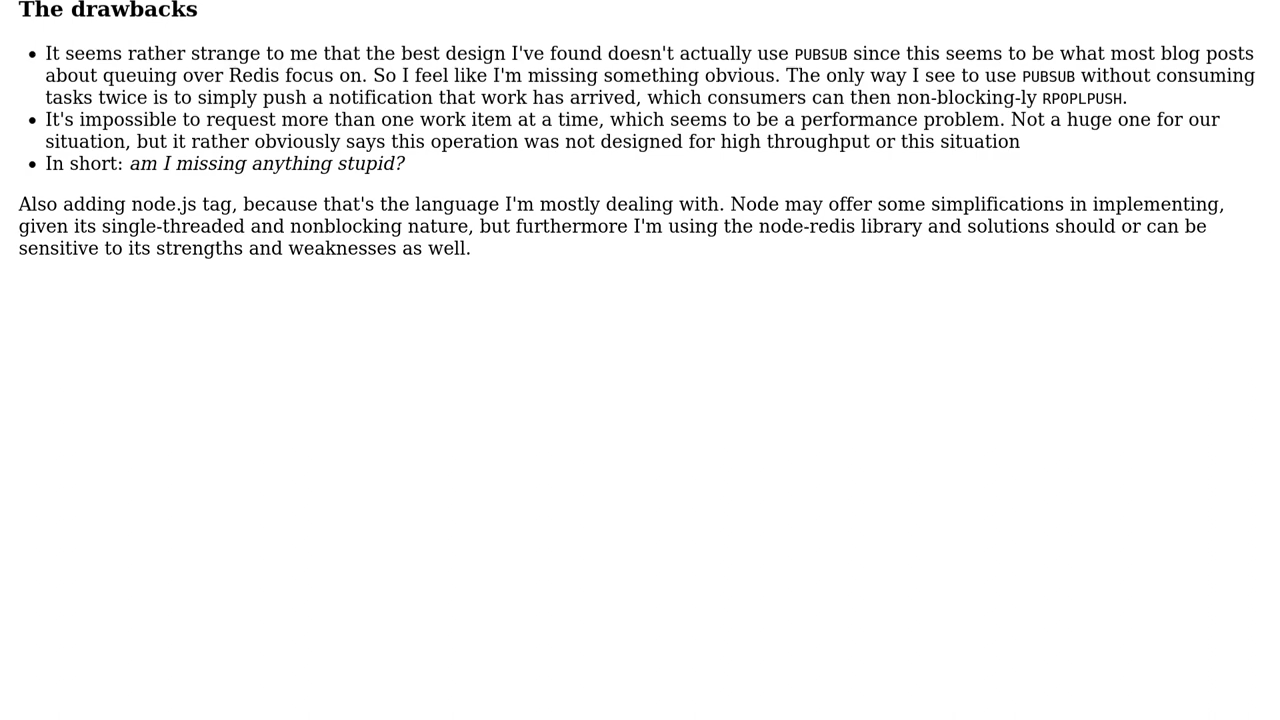 The drawbacks
• It seems rather strange to me that the best design I've found doesn't actually use PUBSUB since this seems to be what most blog posts
about queuing over Redis focus on. So I feel like I'm missing something obvious. The only way I see to use PUBSUB without consuming
tasks twice is to simply push a notification that work has arrived, which consumers can then non-blocking-ly RPOPLPUSH.
• It's impossible to request more than one work item at a time, which seems to be a performance problem. Not a huge one for our
situation, but it rather obviously says this operation was not designed for high throughput or this situation
• In short: am I missing anything stupid?
Also adding node.js tag, because that's the language I'm mostly dealing with. Node may offer some simplifications in implementing,
given its single-threaded and nonblocking nature, but furthermore I'm using the node-redis library and solutions should or can be
sensitive to its strengths and weaknesses as well.